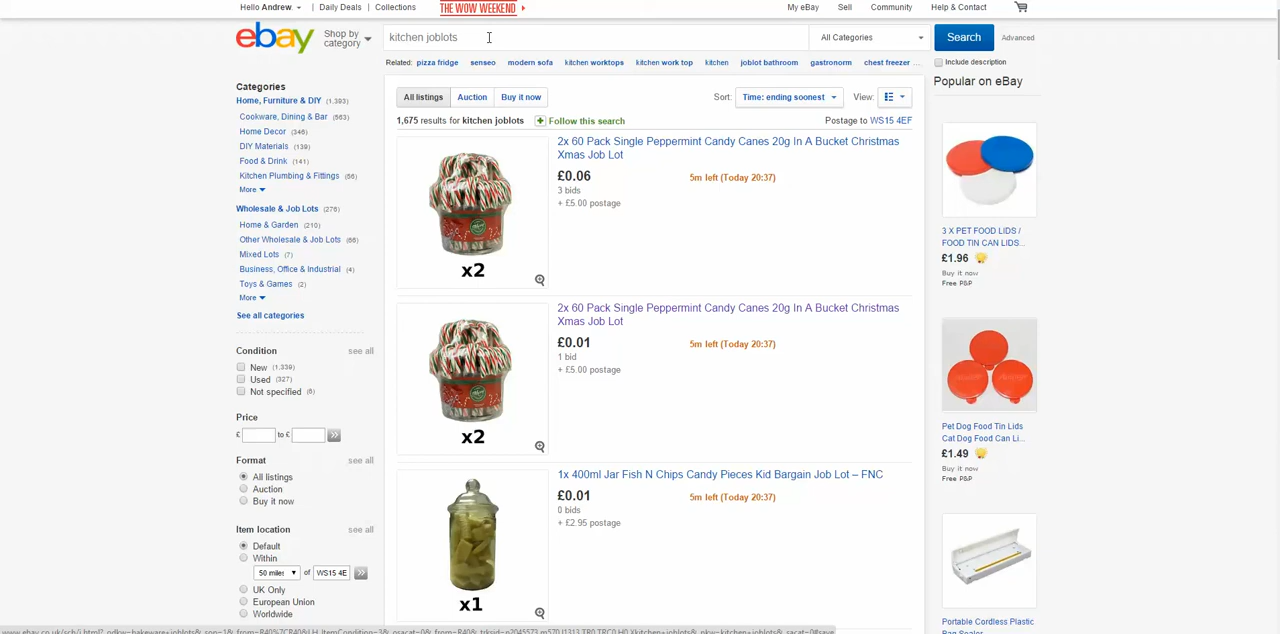 Hello Andrew. Daily Deals Collections THE WOW WEEKEND My eBay Sell Community Help & Contact
ebay Shop by category kitchen joblots All Categories Search Advanced
Related: pizza fridge senseo modern sofa kitchen worktops kitchen work top kitchen joblot bathroom gastronorm chest freezer ... Include description
Categories
Home, Furniture & DIY (1,393)
Cookware, Dining & Bar (563)
Home Decor (346)
DIY Materials (139)
Food & Drink (141)
Kitchen Plumbing & Fittings (56)
More
Wholesale & Job Lots (276)
Home & Garden (210)
Other Wholesale & Job Lots (66)
Mixed Lots (7)
Business, Office & Industrial (4)
Toys & Games (2)
More
See all categories
Condition see all
New (1,339)
Used (327)
Not specified (6)
Price
£ to £
Format see all
All listings
Auction
Buy it now
Item location see all
Default
Within
50 miles of WS15 4E
UK Only
European Union
Worldwide
All listings Auction Buy it now Sort: Time: ending soonest View:
1,675 results for kitchen joblots Follow this search Postage to WS15 4EF
2x 60 Pack Single Peppermint Candy Canes 20g In A Bucket Christmas
Xmas Job Lot
£0.06 5m left (Today 20:37)
3 bids
+ £5.00 postage
x2
2x 60 Pack Single Peppermint Candy Canes 20g In A Bucket Christmas
Xmas Job Lot
£0.01 5m left (Today 20:37)
1 bid
+ £5.00 postage
x2
1x 400ml Jar Fish N Chips Candy Pieces Kid Bargain Job Lot – FNC
£0.01 5m left (Today 20:37)
0 bids
+ £2.95 postage
x1
Popular on eBay
3 X PET FOOD LIDS /
FOOD TIN CAN LIDS...
£1.96
Buy it now
Free P&P
Pet Dog Food Tin Lids
Cat Dog Food Can Li...
£1.49
Buy it now
Free P&P
Portable Cordless Plastic